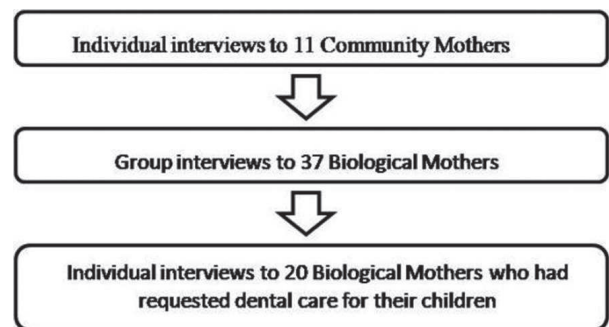 Individual interviews to 11 Community Mothers
Group interviews to 37 Biological Mothers
Individual interviews to 20 Biological Mothers who had
requested dental care for their children